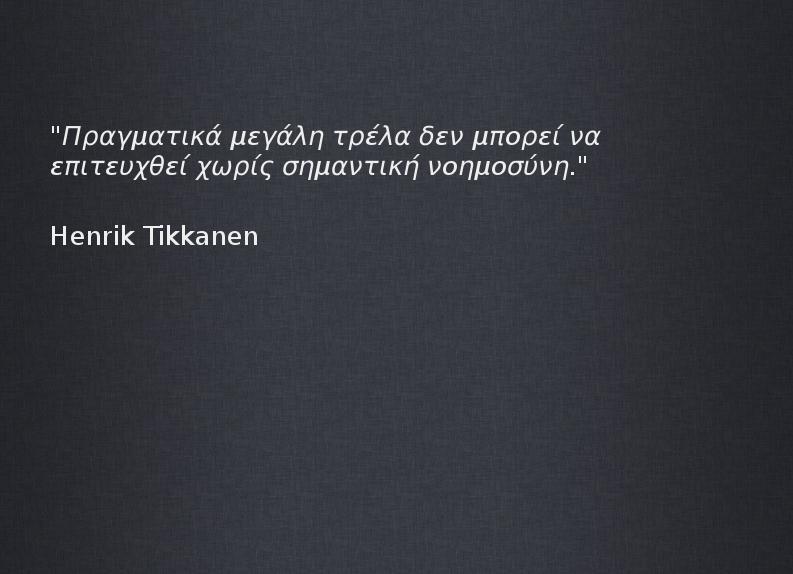 "Πραγματικά μεγάλη τρέλα δεν μπορεί να
επιτευχθεί χωρίς σημαντική νοημοσύνη."
Henrik Tikkanen